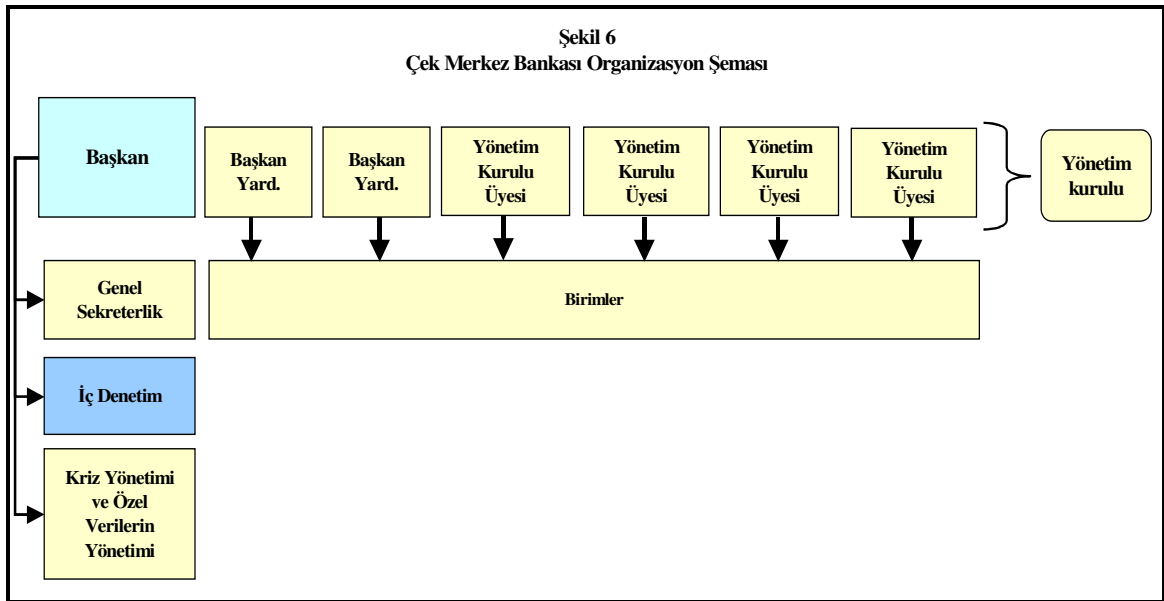 Şekil 6
Çek Merkez Bankası Organizasyon Şeması
Başkan
Başkan
Yard.
Başkan
Yard.
Yönetim
Kurulu
Üyesi
Yönetim
Kurulu
Üyesi
Yönetim
Kurulu
Üyesi
Yönetim
Kurulu
Üyesi
Yönetim
kurulu
Genel
Sekreterlik
Birimler
İç Denetim
Kriz Yönetimi
ve Özel
Verilerin
Yönetimi